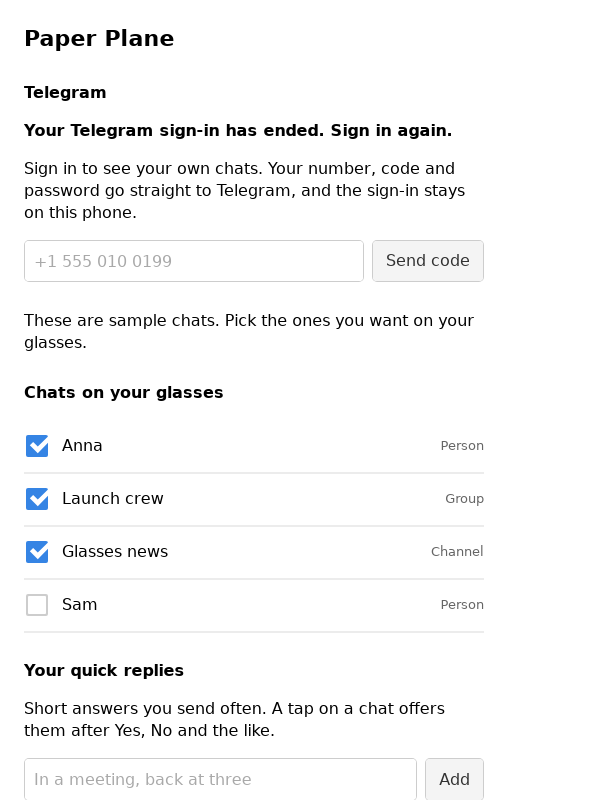 Paper Plane
Telegram
Your Telegram sign-in has ended. Sign in again.
Sign in to see your own chats. Your number, code and
password go straight to Telegram, and the sign-in stays
on this phone.
+1 555 010 0199
Send code
These are sample chats. Pick the ones you want on your
glasses.
Chats on your glasses
Anna Person
Launch crew Group
Glasses news Channel
Sam Person
Your quick replies
Short answers you send often. A tap on a chat offers
them after Yes, No and the like.
In a meeting, back at three
Add